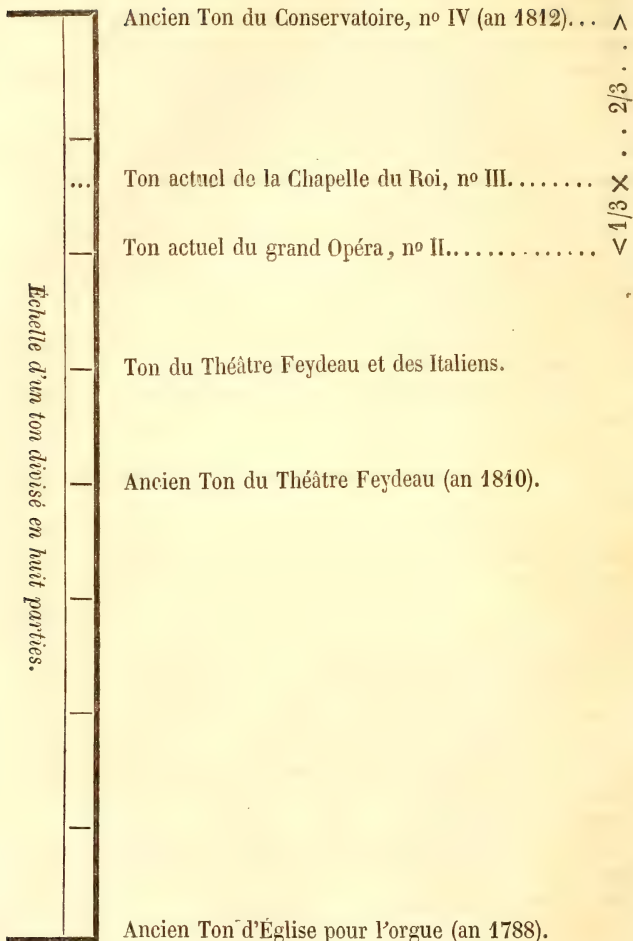 Ancien Ton du Conservatoire, no IV (an 1812)...
2/3
Ton actuel de la Chapelle du Roi, no III........
1/3
Ton actuel du grand Opéra, no II..............
Ton du Théâtre Feydeau et des Italiens.
Ancien Ton du Théâtre Feydeau (an 1810).
Échelle d'un ton divisé en huit parties.
Ancien Ton d'Église pour l'orgue (an 1788).